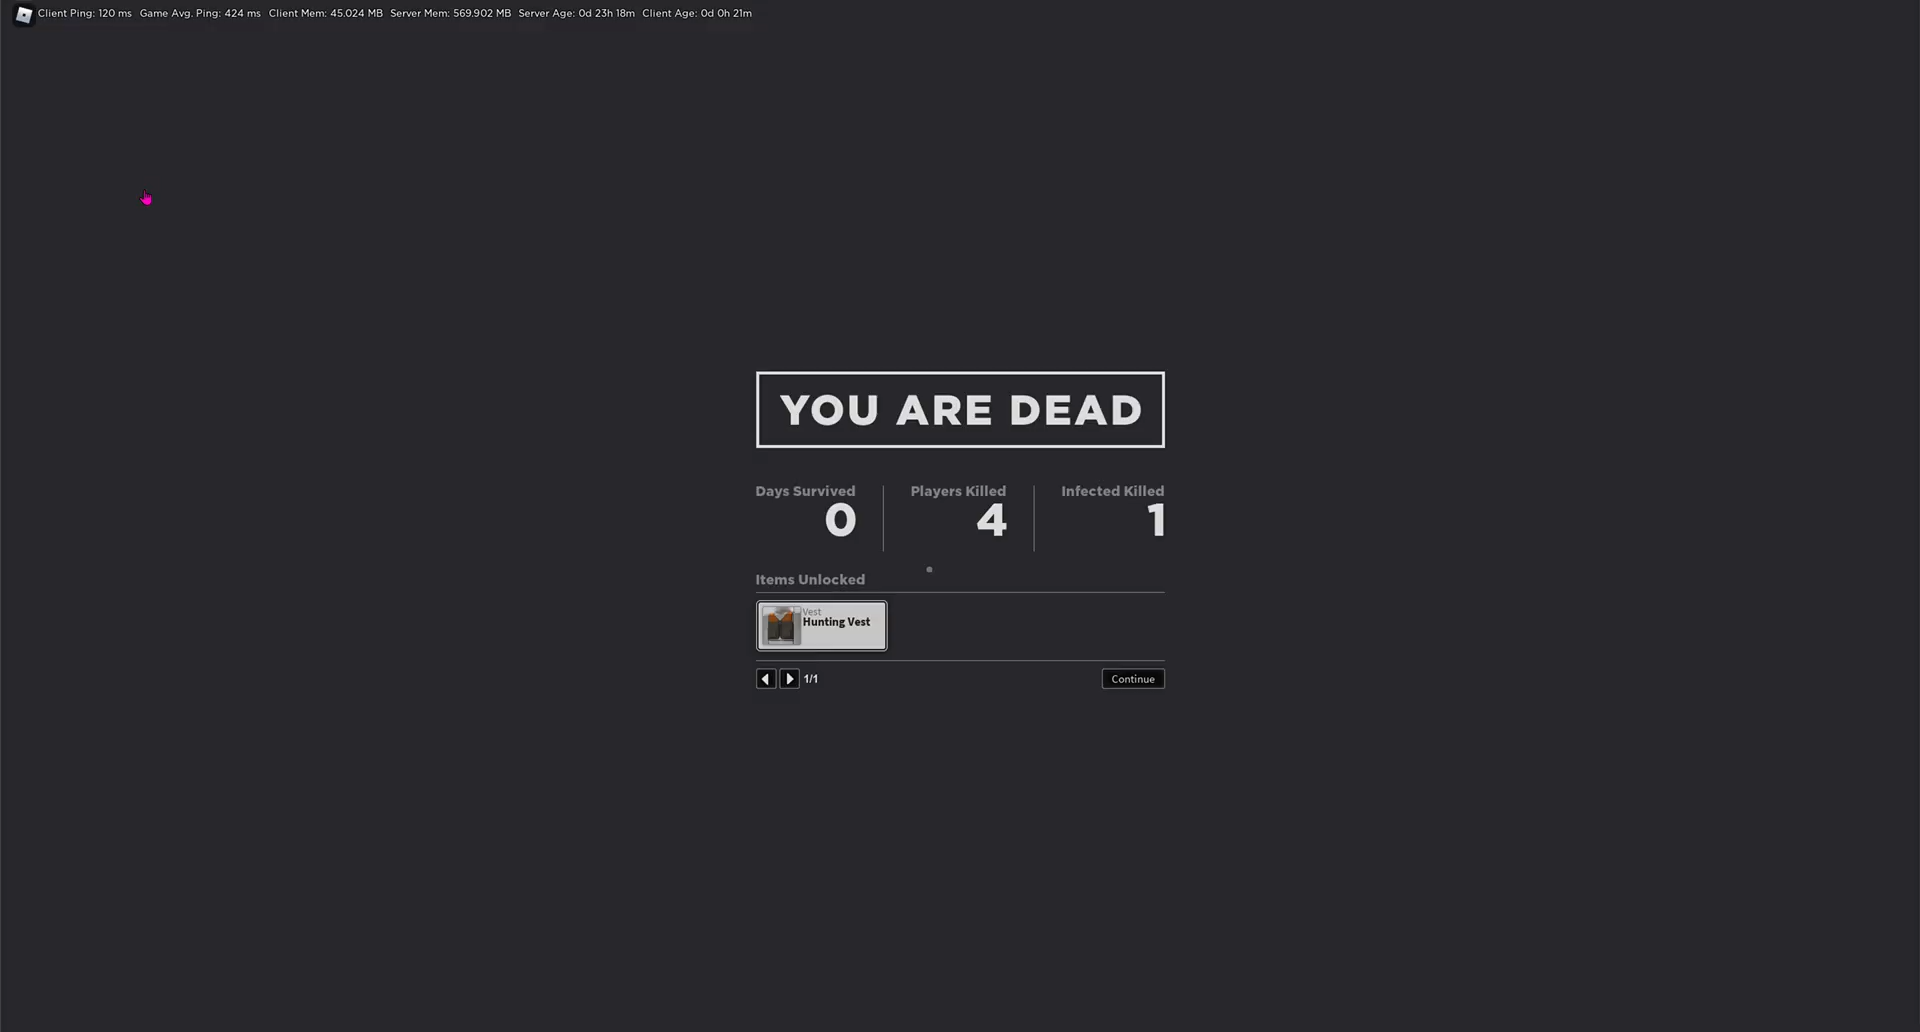 Client Ping: 120 ms Game Avg. Ping: 424 ms Client Mem: 45.024 MB Server Mem: 569.902 MB Server Age: 0d 23h 18m Client Age: 0d 0h 21m
YOU ARE DEAD
Days Survived Players Killed Infected Killed
0 4 1
Items Unlocked
Vest
Hunting Vest
1/1 Continue